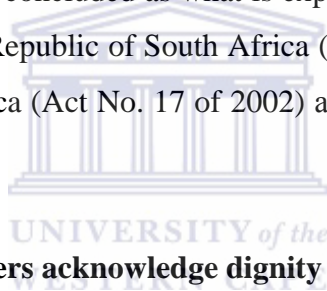 concluded as what is exp
Republic of South Africa (
ca (Act No. 17 of 2002) a
UNIVERSITY of the
ers acknowledge dignity
WESTERN CAPE